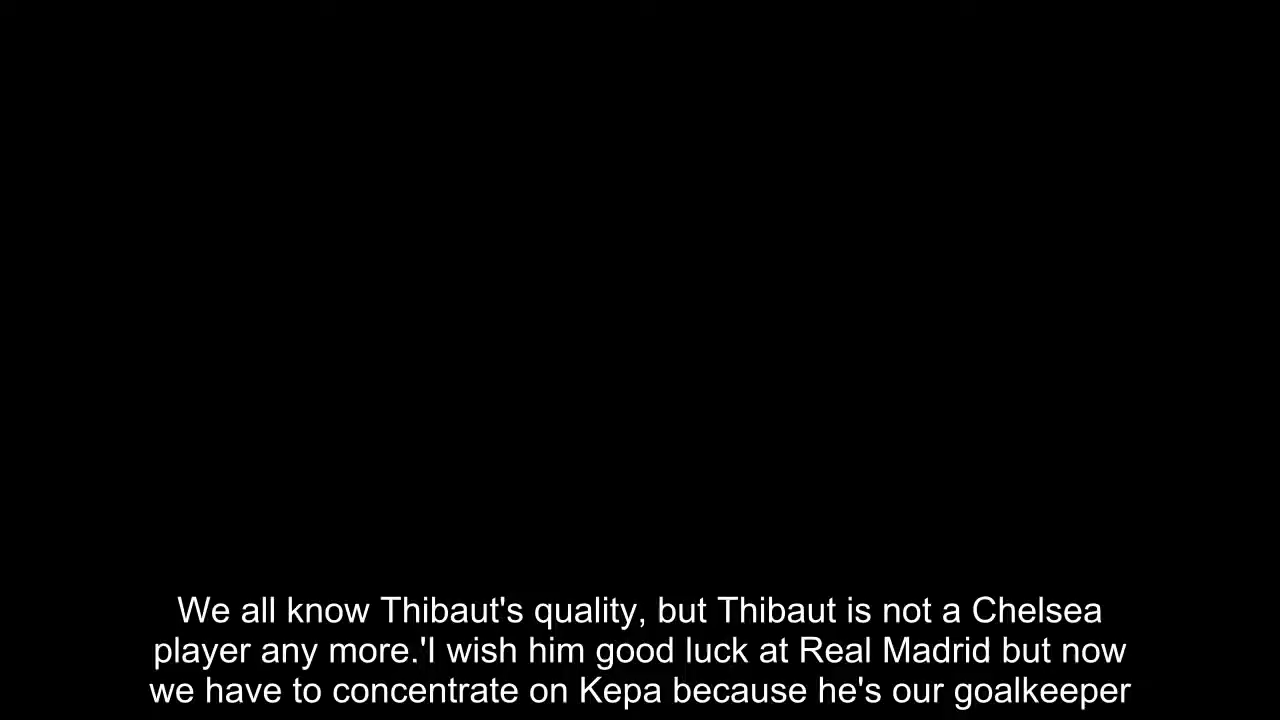 We all know Thibaut's quality, but Thibaut is not a Chelsea
player any more.'I wish him good luck at Real Madrid but now
we have to concentrate on Kepa because he's our goalkeeper